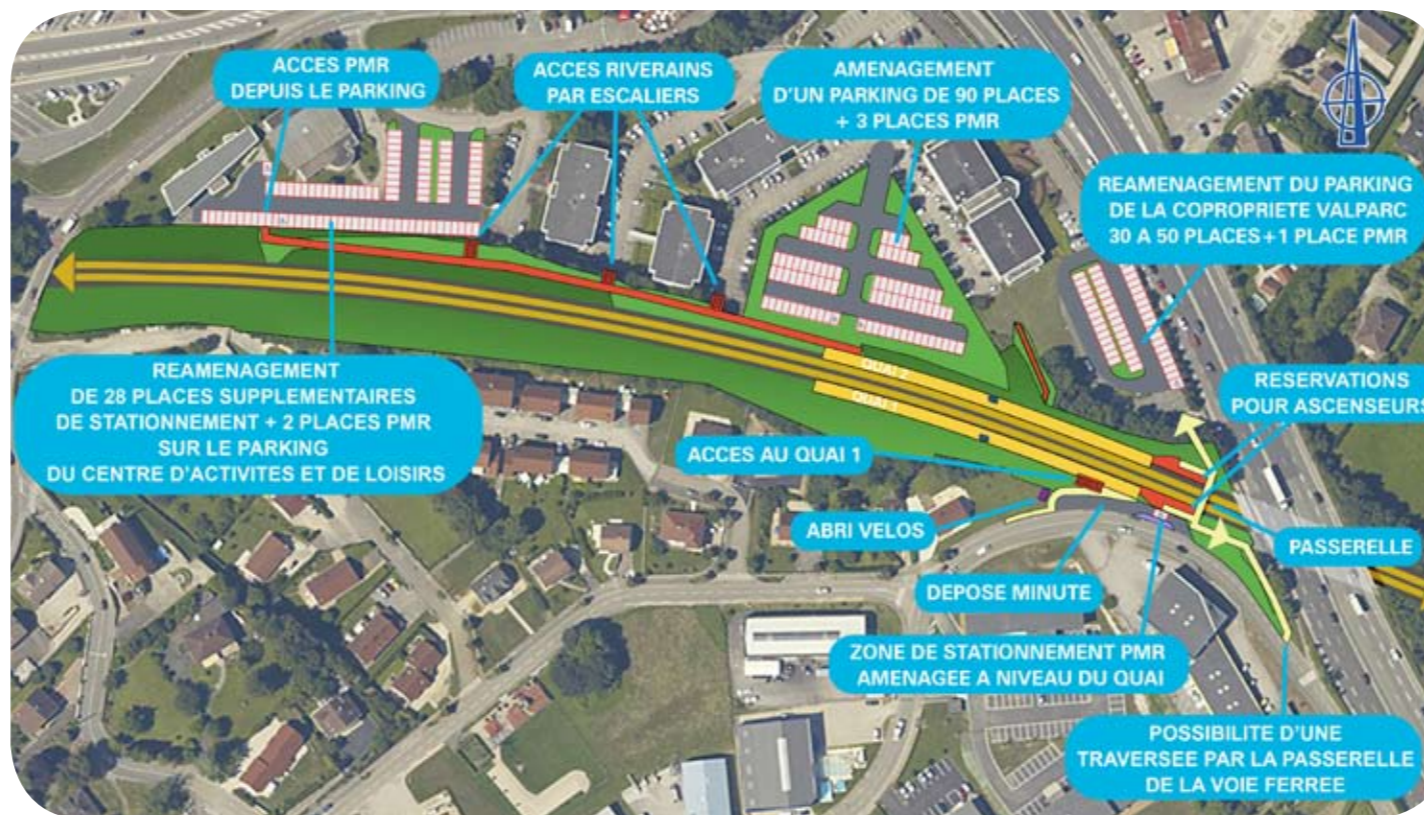 ACCES PMR
DEPUIS LE PARKING
ACCES RIVERAINS
PAR ESCALIERS
AMENAGEMENT
D'UN PARKING DE 90 PLACES
+ 3 PLACES PMR
REAMENAGEMENT DU PARKING
DE LA COPROPRIETE VALPARC
30 A 50 PLACES+1 PLACE PMR
REAMENAGEMENT
DE 28 PLACES SUPPLEMENTAIRES
DE STATIONNEMENT + 2 PLACES PMR
SUR LE PARKING
DU CENTRE D'ACTIVITES ET DE LOISIRS
QUAI 2
QUAI 1
RESERVATIONS
POUR ASCENSEURS
ACCES AU QUAI 1
ABRI VELOS
PASSERELLE
DEPOSE MINUTE
ZONE DE STATIONNEMENT PMR
AMENAGEE A NIVEAU DU QUAI
POSSIBILITE D'UNE
TRAVERSEE PAR LA PASSERELLE
DE LA VOIE FERREE